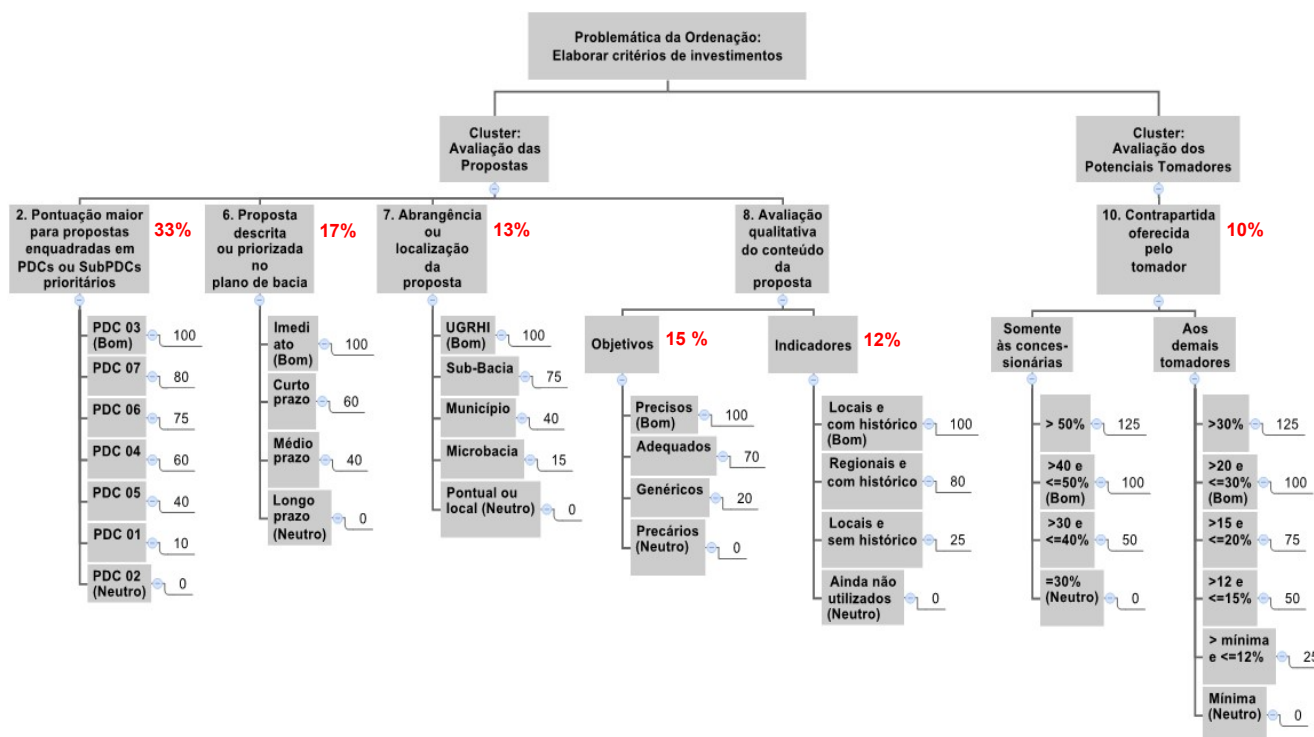 Problemática da Ordenação:
Elaborar critérios de investimentos
Cluster:
Avaliação das
Propostas
Cluster:
Avaliação dos
Potenciais Tomadores
2. Pontuação maior
para propostas
enquadradas em
PDCs ou SubPDCs
prioritários
33%
6. Proposta
descrita
ou priorizada
no
plano de bacia
17%
7. Abrangência
ou
localização
da
proposta
13%
8. Avaliação
qualitativa
do conteúdo
da
proposta
10. Contrapartida
oferecida
pelo
tomador
10%
PDC 03
(Bom)
100
PDC 07
80
PDC 06
75
PDC 04
60
PDC 05
40
PDC 01
10
PDC 02
(Neutro)
0
Imedi
ato
(Bom)
100
Curto
prazo
60
Médio
prazo
40
Longo
prazo
(Neutro)
0
UGRHI
(Bom)
100
Sub-Bacia
75
Município
40
Microbacia
15
Pontual ou
local (Neutro)
0
Objetivos
15 %
Precisos
(Bom)
100
Adequados
70
Genéricos
20
Precários
(Neutro)
0
Indicadores
12%
Locais e
com histórico
(Bom)
100
Regionais e
com histórico
80
Locais e
sem histórico
25
Ainda não
utilizados
(Neutro)
0
Somente
às conces-
sionárias
> 50%
125
>40 e
<=50%
(Bom)
100
>30 e
<=40%
50
=30%
(Neutro)
0
Aos
demais
tomadores
>30%
125
>20 e
<=30%
(Bom)
100
>15 e
<=20%
75
>12 e
<=15%
50
> mínima
e <=12%
25
Mínima
(Neutro)
0